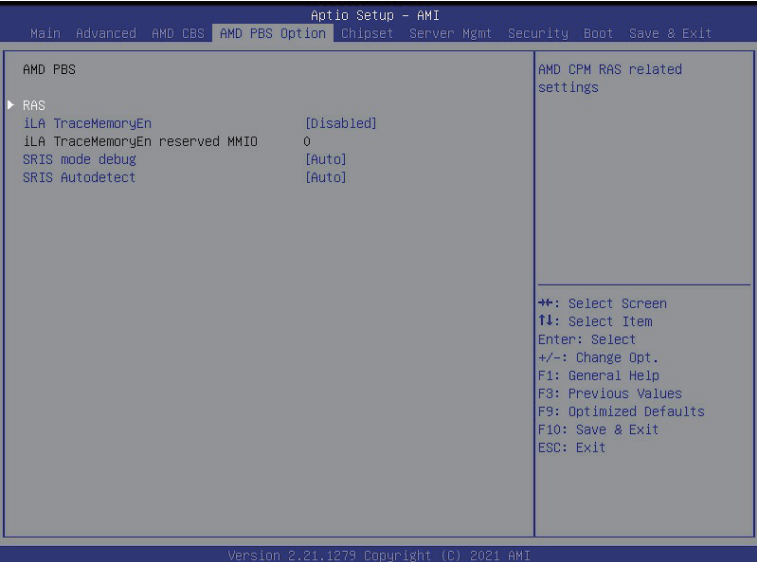 Aptio Setup – AMI
Main Advanced AMD CBS AMD PBS Option Chipset Server Mgmt Security Boot Save & Exit
AMD PBS
RAS
iLA TraceMemoryEn [Disabled]
iLA TraceMemoryEn reserved MMIO 0
SRIS mode debug [Auto]
SRIS Autodetect [Auto]
AMD CPM RAS related
settings
→←: Select Screen
↑↓: Select Item
Enter: Select
+/-: Change Opt.
F1: General Help
F3: Previous Values
F9: Optimized Defaults
F10: Save & Exit
ESC: Exit
Version 2.21.1279 Copyright (C) 2021 AMI